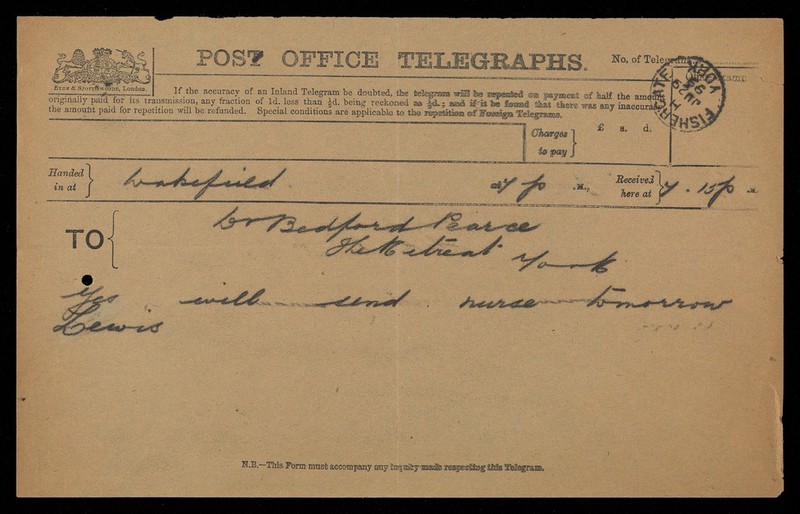 POST OFFICE TELEGRAPHS.
No. of Telegram
Eyre & Spottiswoode, London.
If the accuracy of an Inland Telegram be doubted, the telegram will be repeated on payment of half the amount
originally paid for its transmission, any fraction of 1d. less than ½d. being reckoned as ½d.; and if it be found that there was any inaccuracy,
the amount paid for repetition will be refunded. Special conditions are applicable to the repetition of Foreign Telegrams.
Charges to pay } £ s. d.
FISHERGATE YORK
Handed in at } Wakefield 7 p .M., Received here at } 7.15p .M
TO { Dr Bedford Pearce
The Retreat York
Yes will send nurse tomorrow
Lewis
N.B.—This Form must accompany any inquiry made respecting this Telegram.